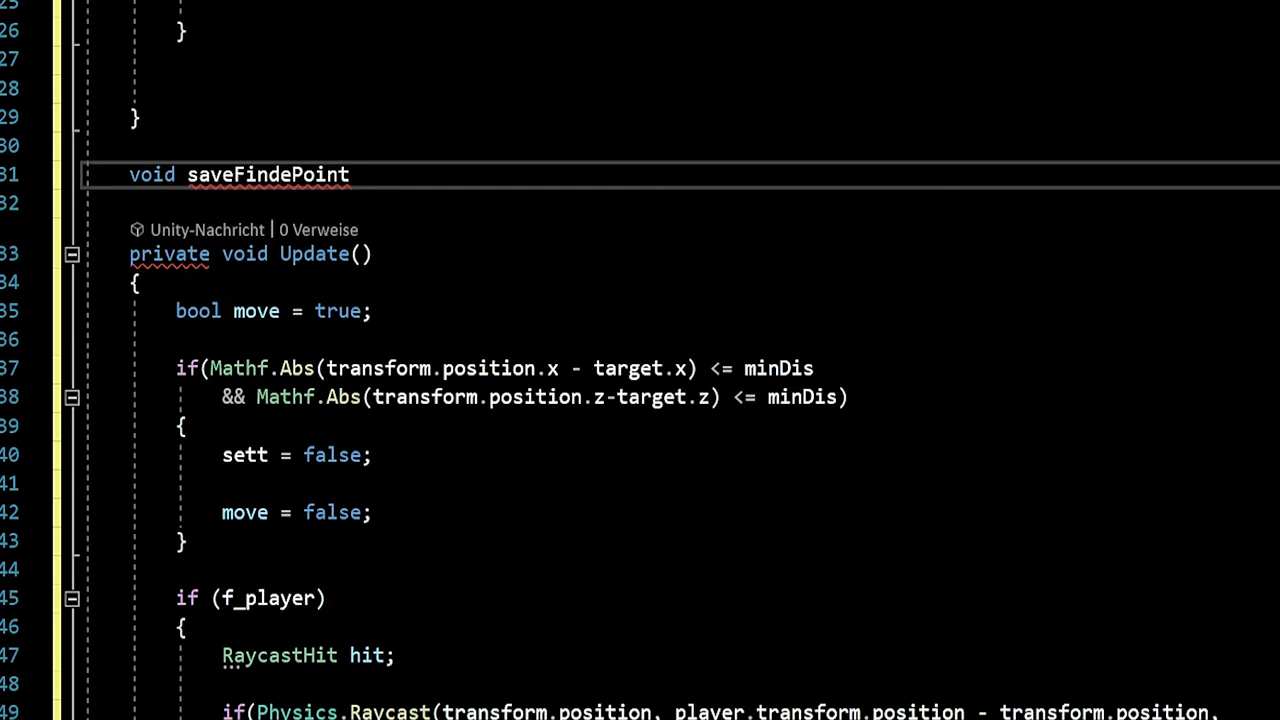 25
26 }
27
28
29 }
30
31 void saveFindePoint
32
Unity-Nachricht | 0 Verweise
33 private void Update()
34 {
35 bool move = true;
36
37 if(Mathf.Abs(transform.position.x - target.x) <= minDis
38 && Mathf.Abs(transform.position.z-target.z) <= minDis)
39 {
40 sett = false;
41
42 move = false;
43 }
44
45 if (f_player)
46 {
47 RaycastHit hit;
48
49 if(Physics.Raycast(transform.position, player.transform.position - transform.position,